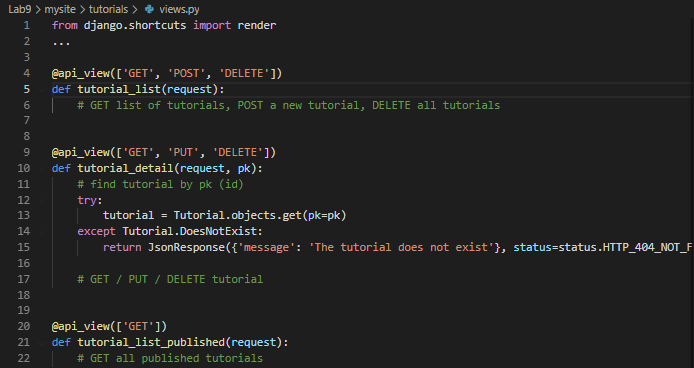 Lab9 > mysite > tutorials > views.py
1 from django.shortcuts import render
2 ...
3
4 @api_view(['GET', 'POST', 'DELETE'])
5 def tutorial_list(request):
6     # GET list of tutorials, POST a new tutorial, DELETE all tutorials
7
8
9 @api_view(['GET', 'PUT', 'DELETE'])
10 def tutorial_detail(request, pk):
11     # find tutorial by pk (id)
12     try:
13         tutorial = Tutorial.objects.get(pk=pk)
14     except Tutorial.DoesNotExist:
15         return JsonResponse({'message': 'The tutorial does not exist'}, status=status.HTTP_404_NOT_F
16
17     # GET / PUT / DELETE tutorial
18
19
20 @api_view(['GET'])
21 def tutorial_list_published(request):
22     # GET all published tutorials